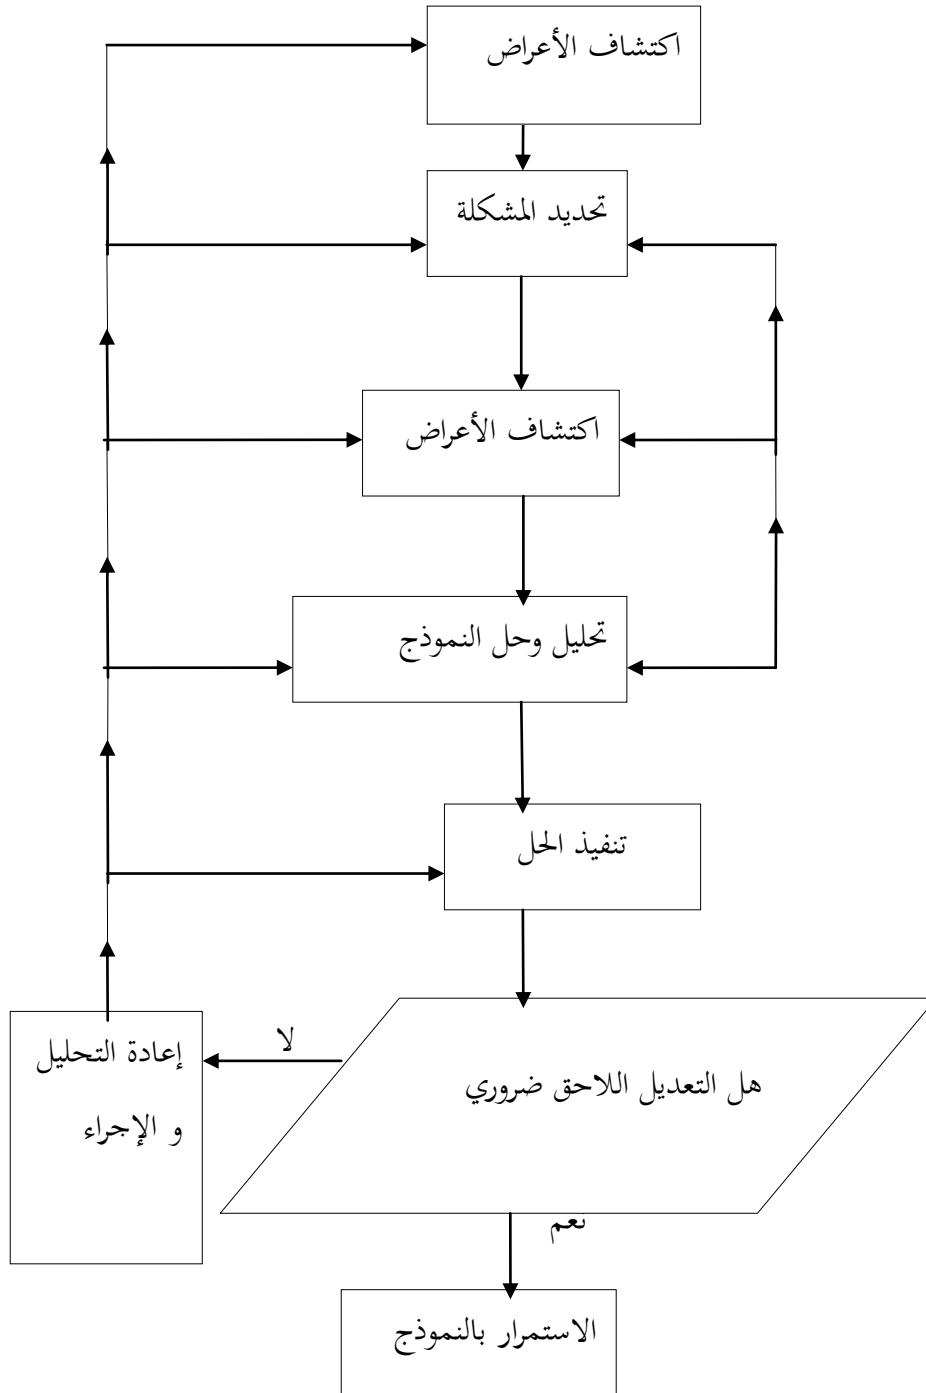 اكتشاف الأعراض
تحديد المشكلة
اكتشاف الأعراض
تحليل وحل النموذج
تنفيذ الحل
هل التعديل اللاحق ضروري
لا
إعادة التحليل
و الإجراء
نعم
الاستمرار بالنموذج